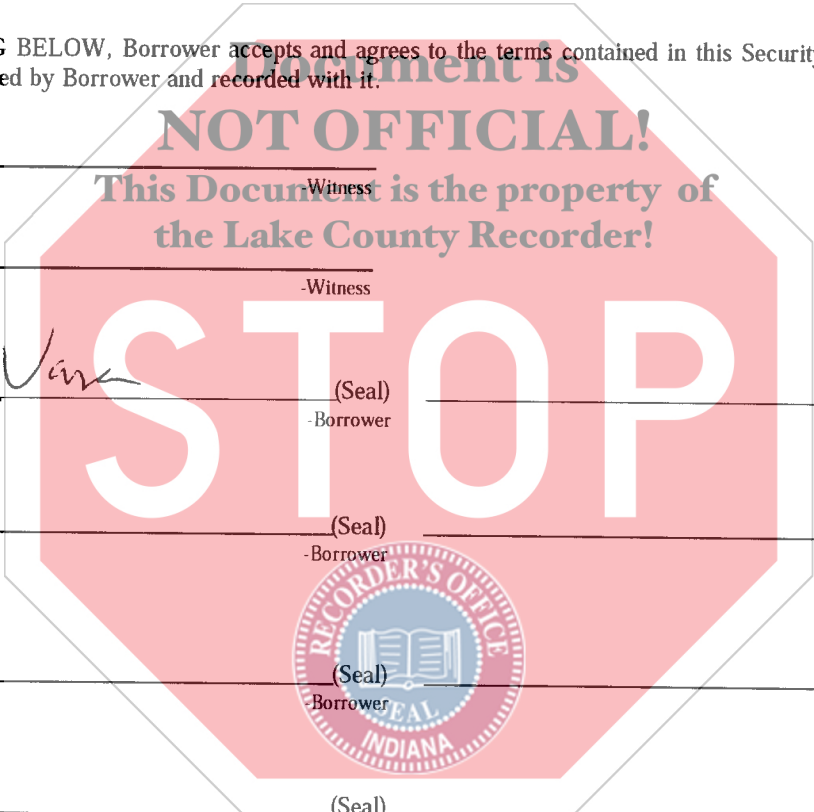 G BELOW, Borrower accepts and agrees to the terms contained in this Security
ed by Borrower and recorded with it.
Document is
NOT OFFICIAL!
This Document is the property of
the Lake County Recorder!
-Witness
-Witness
STOP
(Seal)
-Borrower
(Seal)
-Borrower
RECORDER'S OFFICE
(Seal)
-Borrower
SEAL
INDIANA
(Seal)